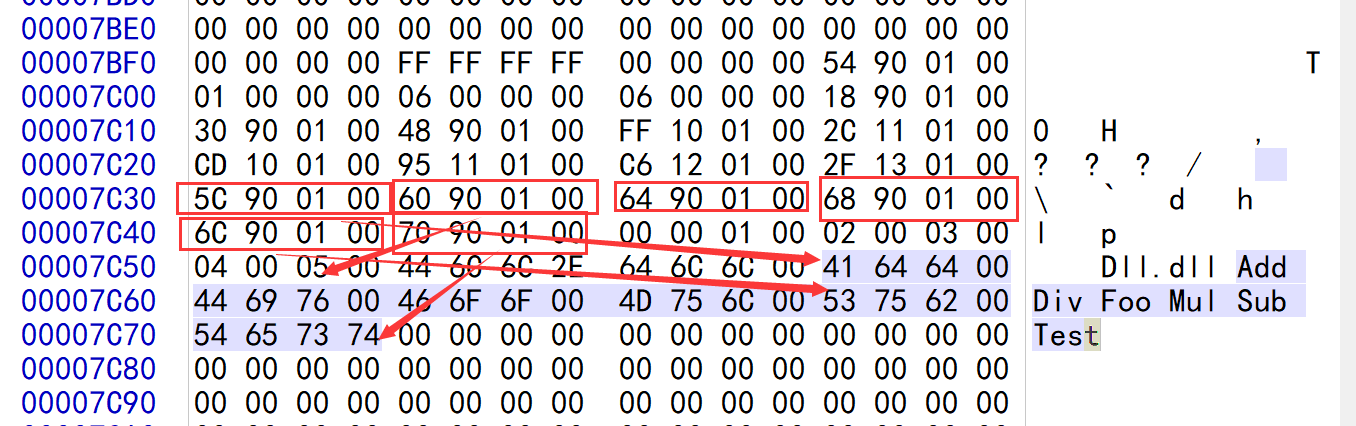 00007BE0 00 00 00 00 00 00 00 00 00 00 00 00 00 00 00 00
00007BF0 00 00 00 00 FF FF FF FF 00 00 00 00 54 90 01 00 T
00007C00 01 00 00 00 06 00 00 00 06 00 00 00 18 90 01 00
00007C10 30 90 01 00 48 90 01 00 FF 10 01 00 2C 11 01 00 0 H ,
00007C20 CD 10 01 00 95 11 01 00 C6 12 01 00 2F 13 01 00 ? ? ? /
00007C30 5C 90 01 00 60 90 01 00 64 90 01 00 68 90 01 00 \ ` d h
00007C40 6C 90 01 00 70 90 01 00 00 00 01 00 02 00 03 00 l p
00007C50 04 00 05 00 44 6C 6C 2E 64 6C 6C 00 41 64 64 00 Dll.dll Add
00007C60 44 69 76 00 46 6F 6F 00 4D 75 6C 00 53 75 62 00 Div Foo Mul Sub
00007C70 54 65 73 74 00 00 00 00 00 00 00 00 00 00 00 00 Test
00007C80 00 00 00 00 00 00 00 00 00 00 00 00 00 00 00 00
00007C90 00 00 00 00 00 00 00 00 00 00 00 00 00 00 00 00